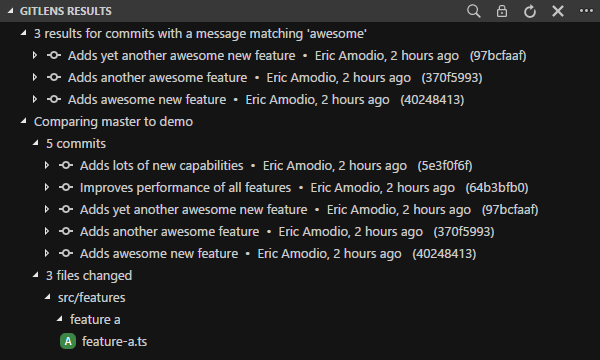 GITLENS RESULTS
3 results for commits with a message matching 'awesome'
Adds yet another awesome new feature • Eric Amodio, 2 hours ago (97bcfaaf)
Adds another awesome feature • Eric Amodio, 2 hours ago (370f5993)
Adds awesome new feature • Eric Amodio, 2 hours ago (40248413)
Comparing master to demo
5 commits
Adds lots of new capabilities • Eric Amodio, 2 hours ago (5e3f0f6f)
Improves performance of all features • Eric Amodio, 2 hours ago (64b3bfb0)
Adds yet another awesome new feature • Eric Amodio, 2 hours ago (97bcfaaf)
Adds another awesome feature • Eric Amodio, 2 hours ago (370f5993)
Adds awesome new feature • Eric Amodio, 2 hours ago (40248413)
3 files changed
src/features
feature a
A feature-a.ts